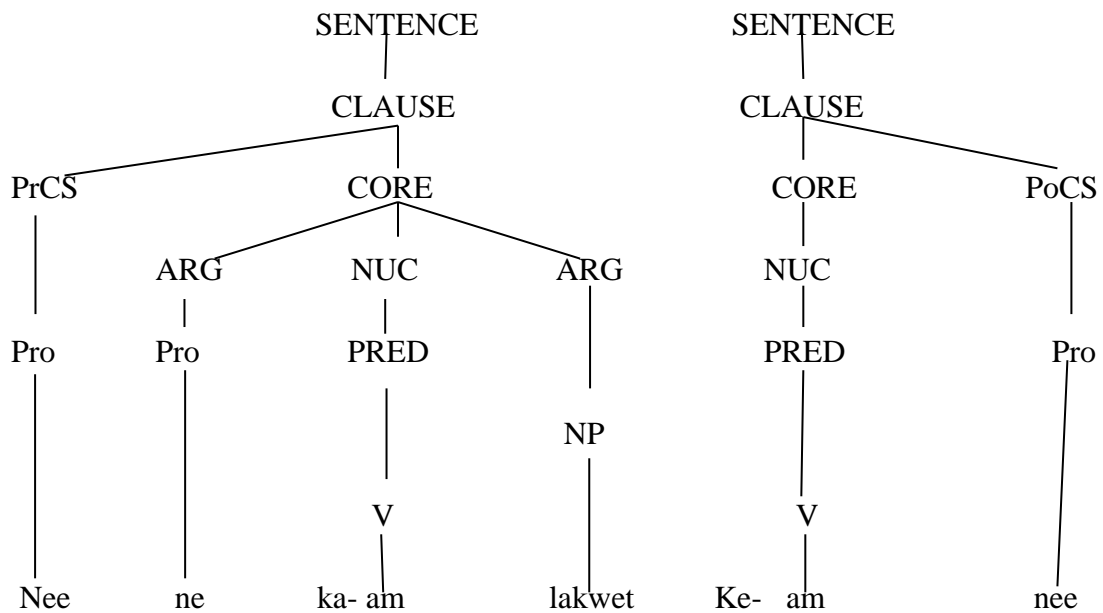 SENTENCE SENTENCE
CLAUSE CLAUSE
PrCS CORE CORE PoCS
ARG NUC ARG NUC
Pro Pro PRED PRED Pro
NP
V V
Nee ne ka- am lakwet Ke- am nee